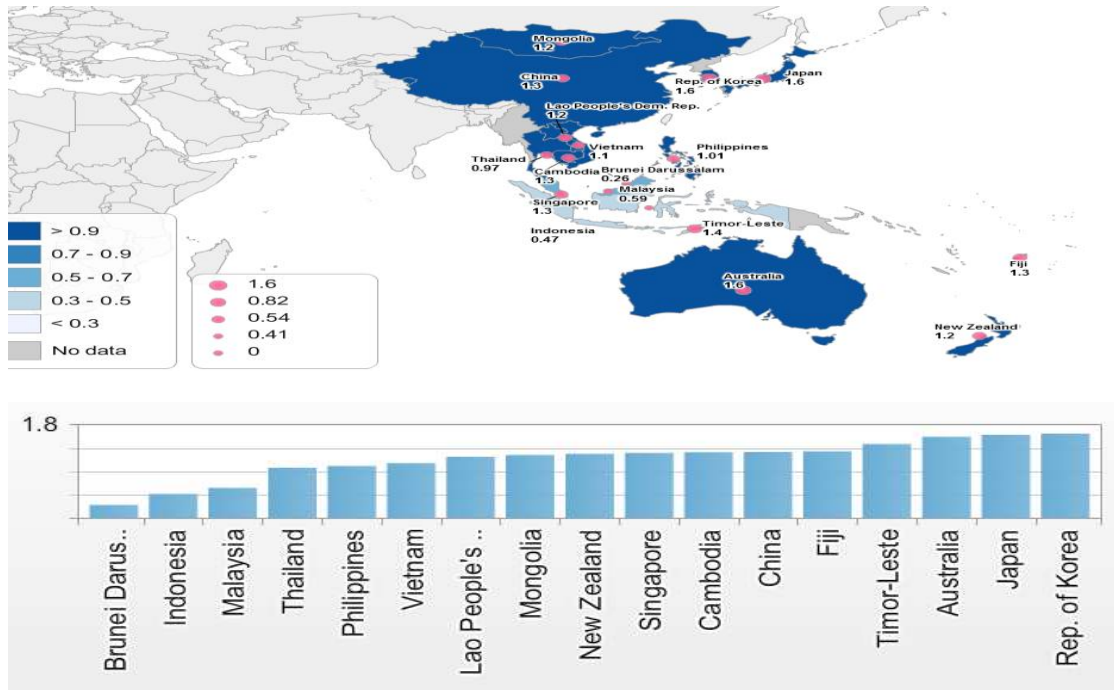 Mongolia
1.2
China
1.3
Rep. of Korea
1.6
Japan
1.6
Lao People's Dem. Rep.
1.2
Vietnam
1.1
Thailand
0.97
Philippines
1.01
Cambodia
1.3
Brunei Darussalam
0.26
Malaysia
0.59
Singapore
1.3
Indonesia
0.47
Timor-Leste
1.4
Fiji
1.3
Australia
1.6
New Zealand
1.2
> 0.9
0.7 - 0.9
0.5 - 0.7
0.3 - 0.5
< 0.3
No data
1.6
0.82
0.54
0.41
0
1.8
Brunei Darus..
Indonesia
Malaysia
Thailand
Philippines
Vietnam
Lao People's ..
Mongolia
New Zealand
Singapore
Cambodia
China
Fiji
Timor-Leste
Australia
Japan
Rep. of Korea